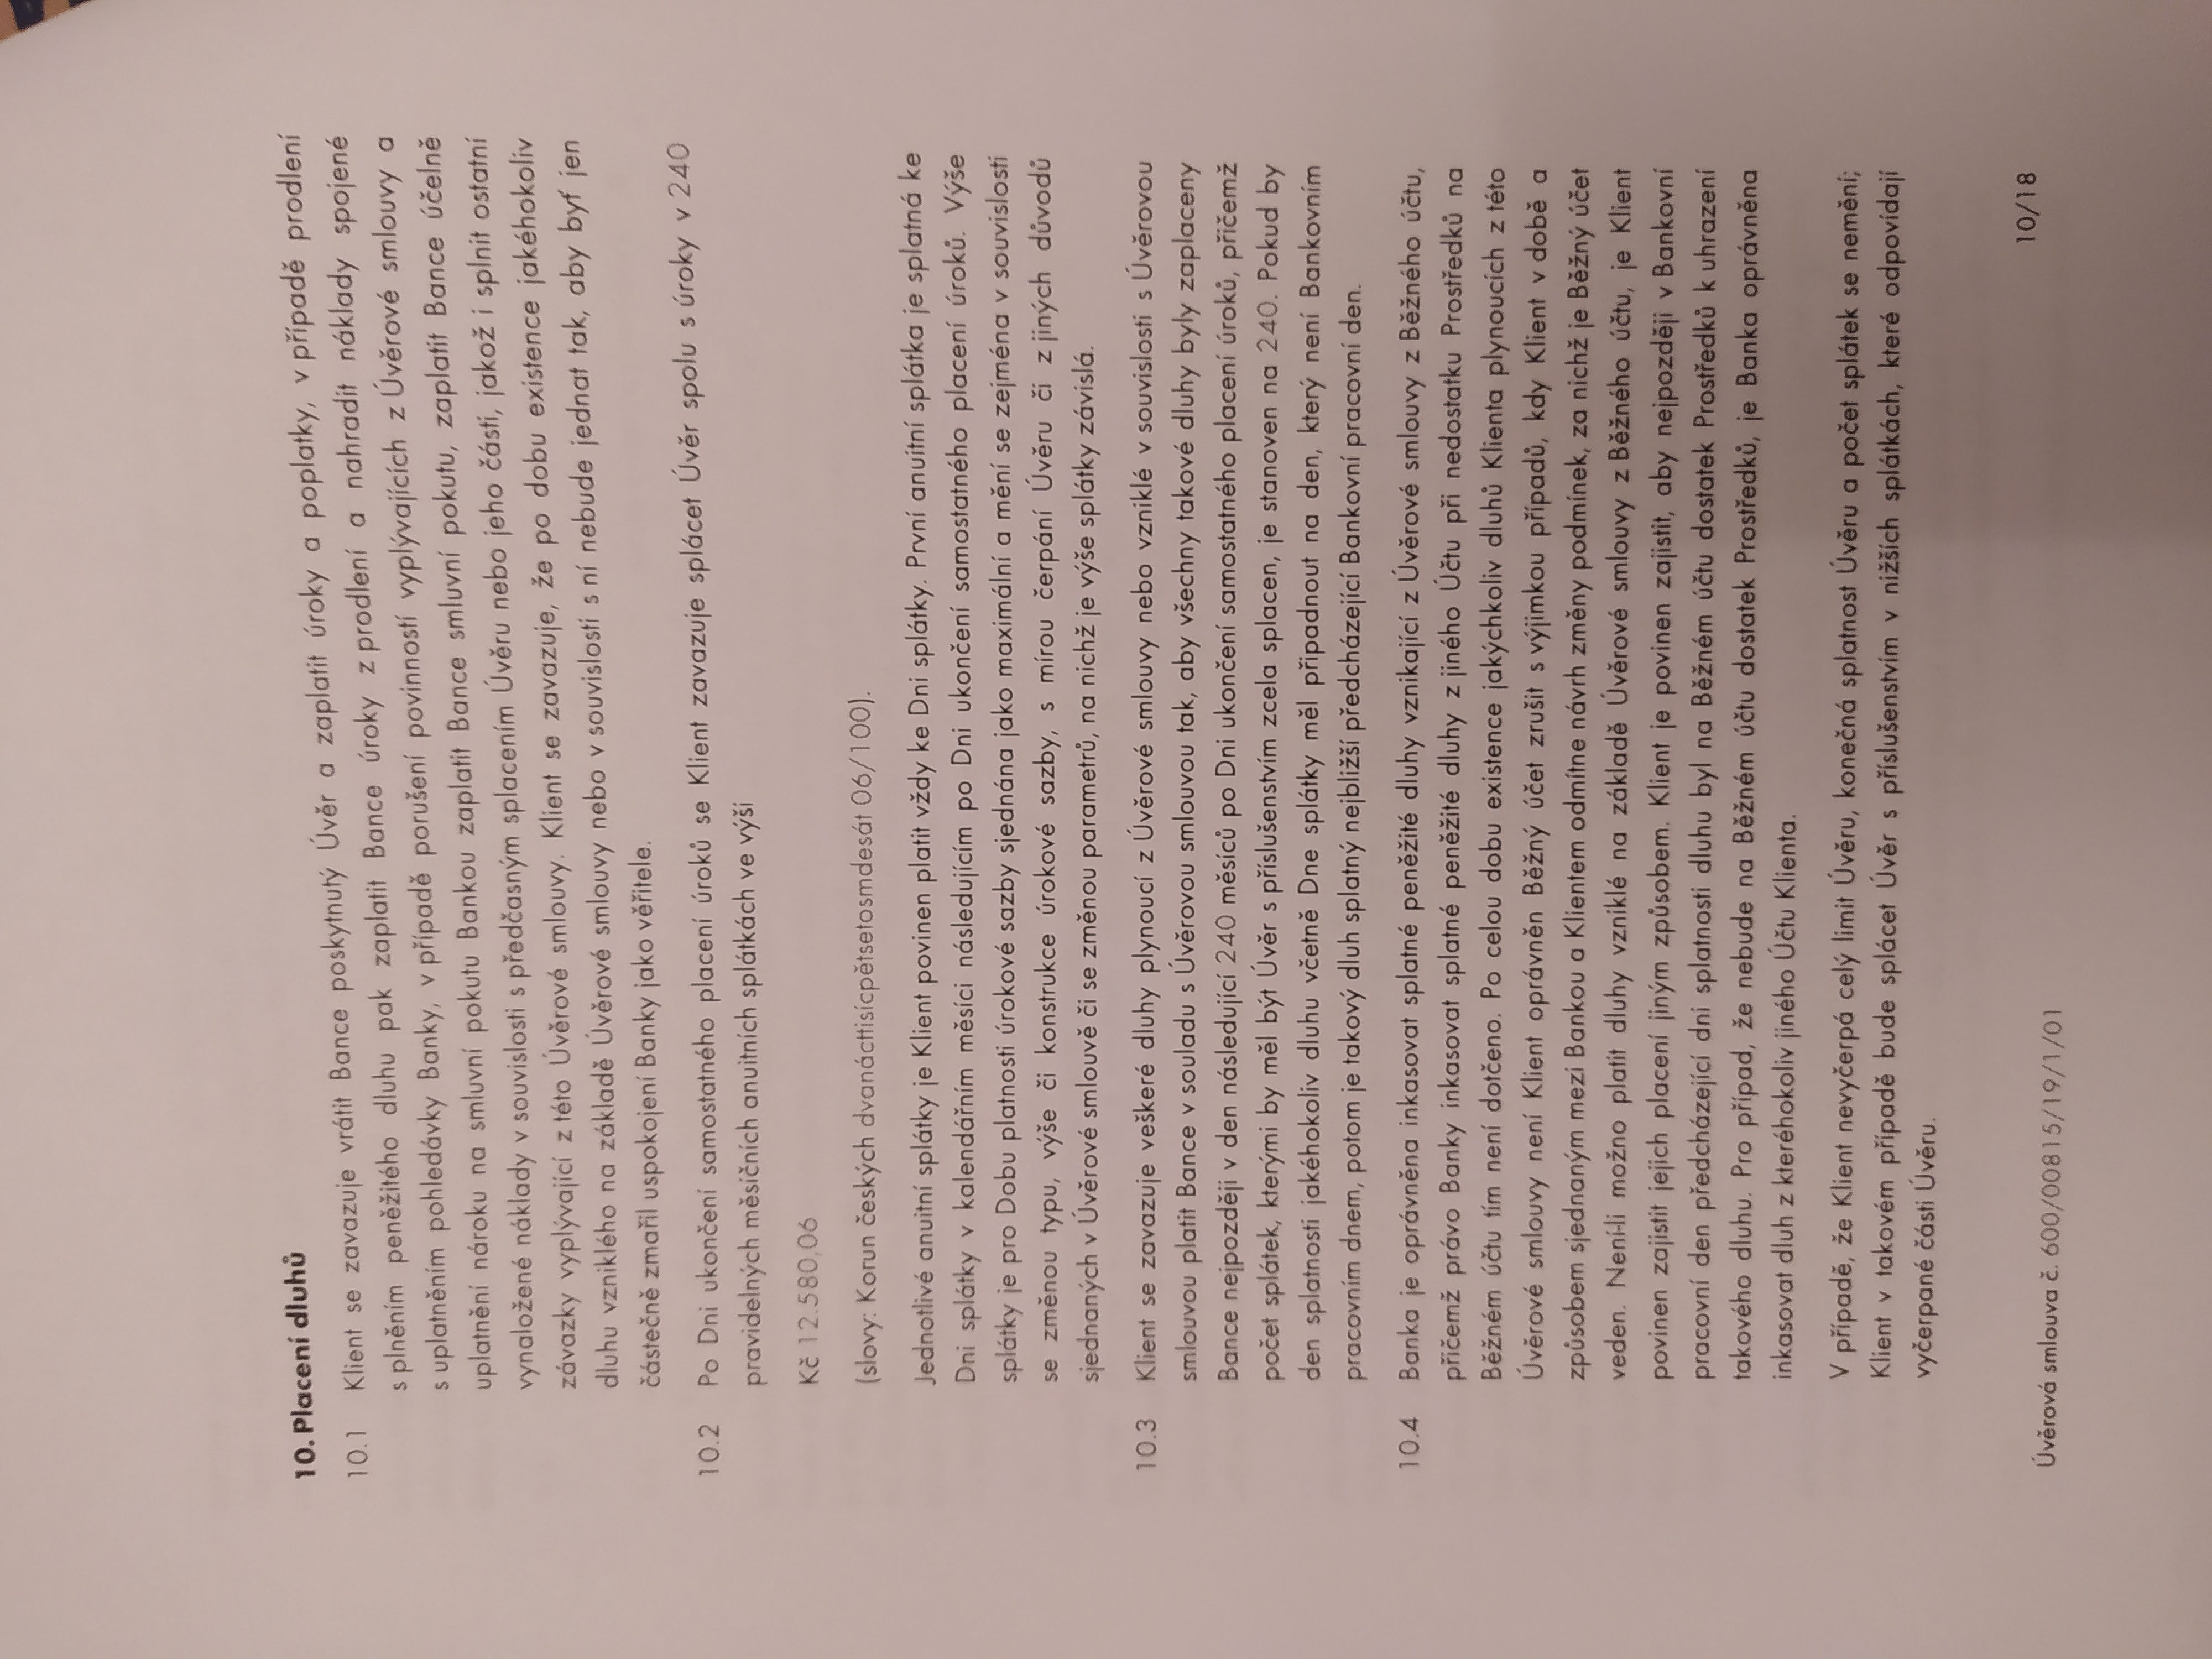 10. Placení dluhů
10.1 Klient se zavazuje vrátit Bance poskytnutý Úvěr a zaplatit úroky a poplatky, v případě prodlení
s plněním peněžitého dluhu pak zaplatit Bance úroky z prodlení a nahradit náklady spojené
s uplatněním pohledávky Banky, v případě porušení povinností vyplývajících z Úvěrové smlouvy a
uplatnění nároku na smluvní pokutu Bankou zaplatit Bance smluvní pokutu, zaplatit Bance účelně
vynaložené náklady v souvislosti s předčasným splacením Úvěru nebo jeho části, jakož i splnit ostatní
závazky vyplývající z této Úvěrové smlouvy. Klient se zavazuje, že po dobu existence jakéhokoliv
dluhu vzniklého na základě Úvěrové smlouvy nebo v souvislosti s ní nebude jednat tak, aby byť jen
částečně zmařil uspokojení Banky jako věřitele.
10.2 Po Dni ukončení samostatného placení úroků se Klient zavazuje splácet Úvěr spolu s úroky v 240
pravidelných měsíčních anuitních splátkách ve výši
Kč 12.580,06
(slovy: Korun českých dvanácttisícpětsetosmdesát 06/100).
Jednotlivé anuitní splátky je Klient povinen platit vždy ke Dni splátky. První anuitní splátka je splatná ke
Dni splátky v kalendářním měsíci následujícím po Dni ukončení samostatného placení úroků. Výše
splátky je pro Dobu platnosti úrokové sazby sjednána jako maximální a mění se zejména v souvislosti
se změnou typu, výše či konstrukce úrokové sazby, s mírou čerpání Úvěru či z jiných důvodů
sjednaných v Úvěrové smlouvě či se změnou parametrů, na nichž je výše splátky závislá.
10.3 Klient se zavazuje veškeré dluhy plynoucí z Úvěrové smlouvy nebo vzniklé v souvislosti s Úvěrovou
smlouvou platit Bance v souladu s Úvěrovou smlouvou tak, aby všechny takové dluhy byly zaplaceny
Bance nejpozději v den následující 240 měsíců po Dni ukončení samostatného placení úroků, přičemž
počet splátek, kterými by měl být Úvěr s příslušenstvím zcela splacen, je stanoven na 240. Pokud by
den splatnosti jakéhokoliv dluhu včetně Dne splátky měl připadnout na den, který není Bankovním
pracovním dnem, potom je takový dluh splatný nejbližší předcházející Bankovní pracovní den.
10.4 Banka je oprávněna inkasovat splatné peněžité dluhy vznikající z Úvěrové smlouvy z Běžného účtu,
přičemž právo Banky inkasovat splatné peněžité dluhy z jiného Účtu při nedostatku Prostředků na
Běžném účtu tím není dotčeno. Po celou dobu existence jakýchkoliv dluhů Klienta plynoucích z této
Úvěrové smlouvy není Klient oprávněn Běžný účet zrušit s výjimkou případů, kdy Klient v době a
způsobem sjednaným mezi Bankou a Klientem odmítne návrh změny podmínek, za nichž je Běžný účet
veden. Není-li možno platit dluhy vzniklé na základě Úvěrové smlouvy z Běžného účtu, je Klient
povinen zajistit jejich placení jiným způsobem. Klient je povinen zajistit, aby nejpozději v Bankovní
pracovní den předcházející dni splatnosti dluhu byl na Běžném účtu dostatek Prostředků k uhrazení
takového dluhu. Pro případ, že nebude na Běžném účtu dostatek Prostředků, je Banka oprávněna
inkasovat dluh z kteréhokoliv jiného Účtu Klienta.
V případě, že Klient nevyčerpá celý limit Úvěru, konečná splatnost Úvěru a počet splátek se nemění;
Klient v takovém případě bude splácet Úvěr s příslušenstvím v nižších splátkách, které odpovídají
vyčerpané části Úvěru.
10/18
Úvěrová smlouva č. 600/00815/19/1/01